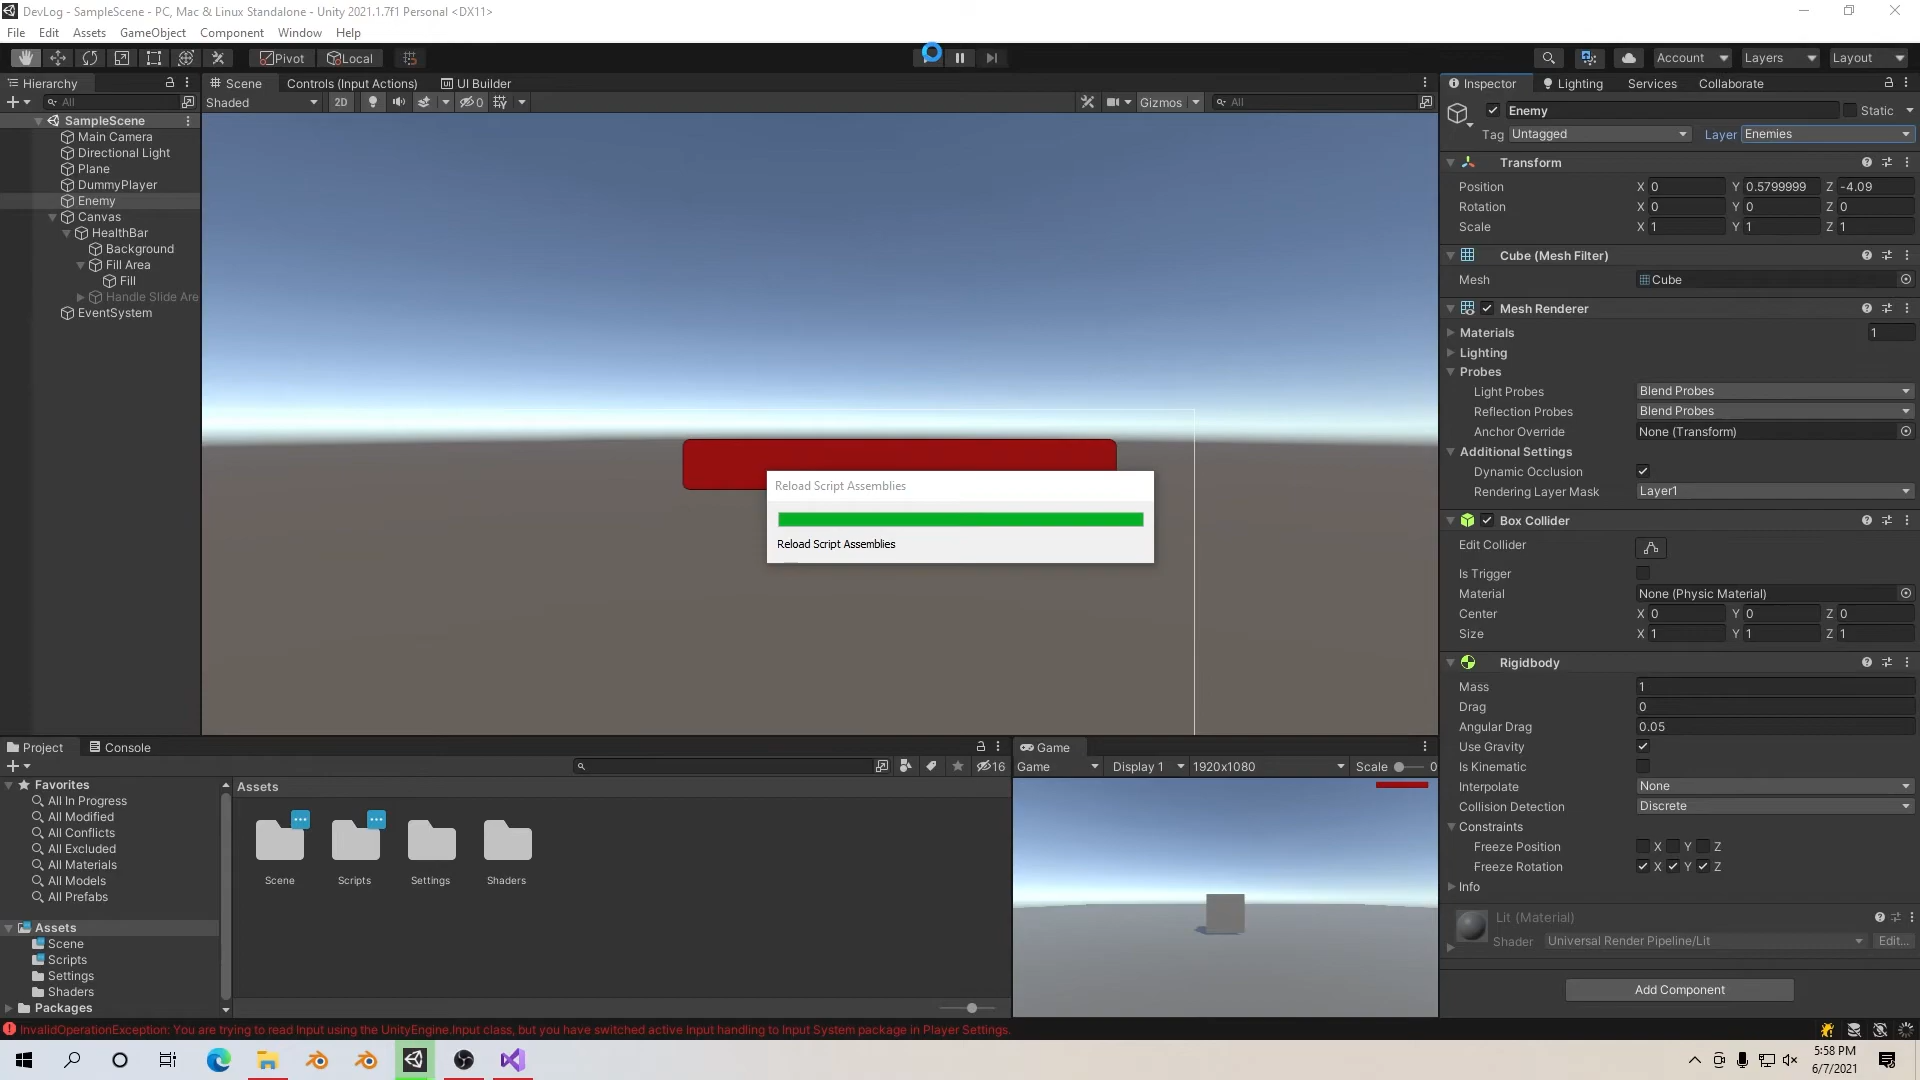 DevLog - SampleScene - PC, Mac & Linux Standalone - Unity 2021.1.7f1 Personal <DX11>
File Edit Assets GameObject Component Window Help
Pivot Local Account Layers Layout
Hierarchy Scene Controls (Input Actions) UI Builder Inspector Lighting Services Collaborate
All Shaded 2D 0 Gizmos All
Enemy Static
SampleScene
Main Camera
Directional Light
Plane
DummyPlayer
Enemy
Canvas
HealthBar
Background
Fill Area
Fill
Handle Slide Are
EventSystem
Tag Untagged Layer Enemies
Transform
Position X 0 Y 0.5799999 Z -4.09
Rotation X 0 Y 0 Z 0
Scale X 1 Y 1 Z 1
Cube (Mesh Filter)
Mesh Cube
Mesh Renderer
Materials 1
Lighting
Probes
Light Probes Blend Probes
Reflection Probes Blend Probes
Anchor Override None (Transform)
Additional Settings
Dynamic Occlusion
Rendering Layer Mask Layer1
Box Collider
Edit Collider
Is Trigger
Material None (Physic Material)
Center X 0 Y 0 Z 0
Size X 1 Y 1 Z 1
Rigidbody
Mass 1
Drag 0
Angular Drag 0.05
Use Gravity
Is Kinematic
Interpolate None
Collision Detection Discrete
Constraints
Freeze Position X Y Z
Freeze Rotation X Y Z
Info
Lit (Material)
Shader Universal Render Pipeline/Lit Edit...
Add Component
Reload Script Assemblies
Reload Script Assemblies
Project Console
16
Game
Game Display 1 1920x1080 Scale 0
Favorites
All In Progress
All Modified
All Conflicts
All Excluded
All Materials
All Models
All Prefabs
Assets
Scene
Scripts
Settings
Shaders
Packages
Assets
Scene Scripts Settings Shaders
InvalidOperationException: You are trying to read Input using the UnityEngine.Input class, but you have switched active Input handling to Input System package in Player Settings.
5:58 PM
6/7/2021